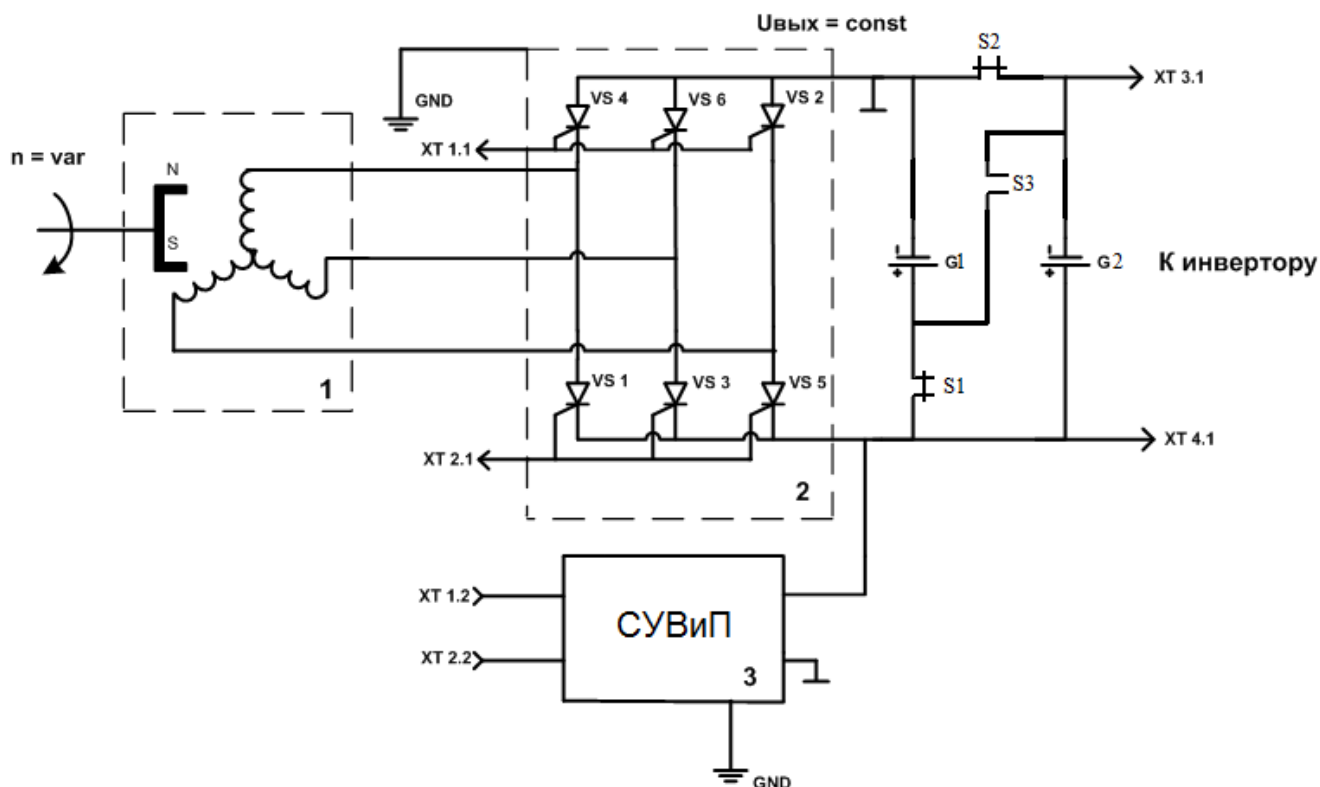 Uвых = const
S2
XT 3.1
GND
VS 4
VS 6
VS 2
XT 1.1
n = var
N
S
S3
G1
G2
К инвертору
VS 1
VS 3
VS 5
S1
1
XT 2.1
XT 4.1
2
XT 1.2
СУВиП
XT 2.2
3
GND